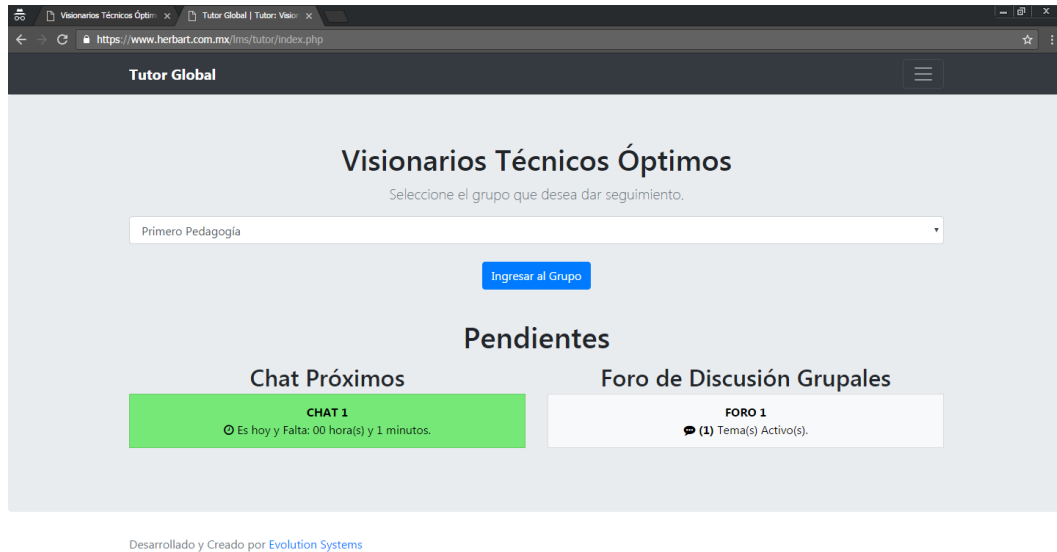 Visionarios Técnicos Óptim
Tutor Global | Tutor: Vision
https://www.herbart.com.mx/lms/tutor/index.php
Tutor Global
Visionarios Técnicos Óptimos
Seleccione el grupo que desea dar seguimiento.
Primero Pedagogía
Ingresar al Grupo
Pendientes
Chat Próximos
Foro de Discusión Grupales
CHAT 1
Es hoy y Falta: 00 hora(s) y 1 minutos.
FORO 1
(1) Tema(s) Activo(s).
Desarrollado y Creado por Evolution Systems